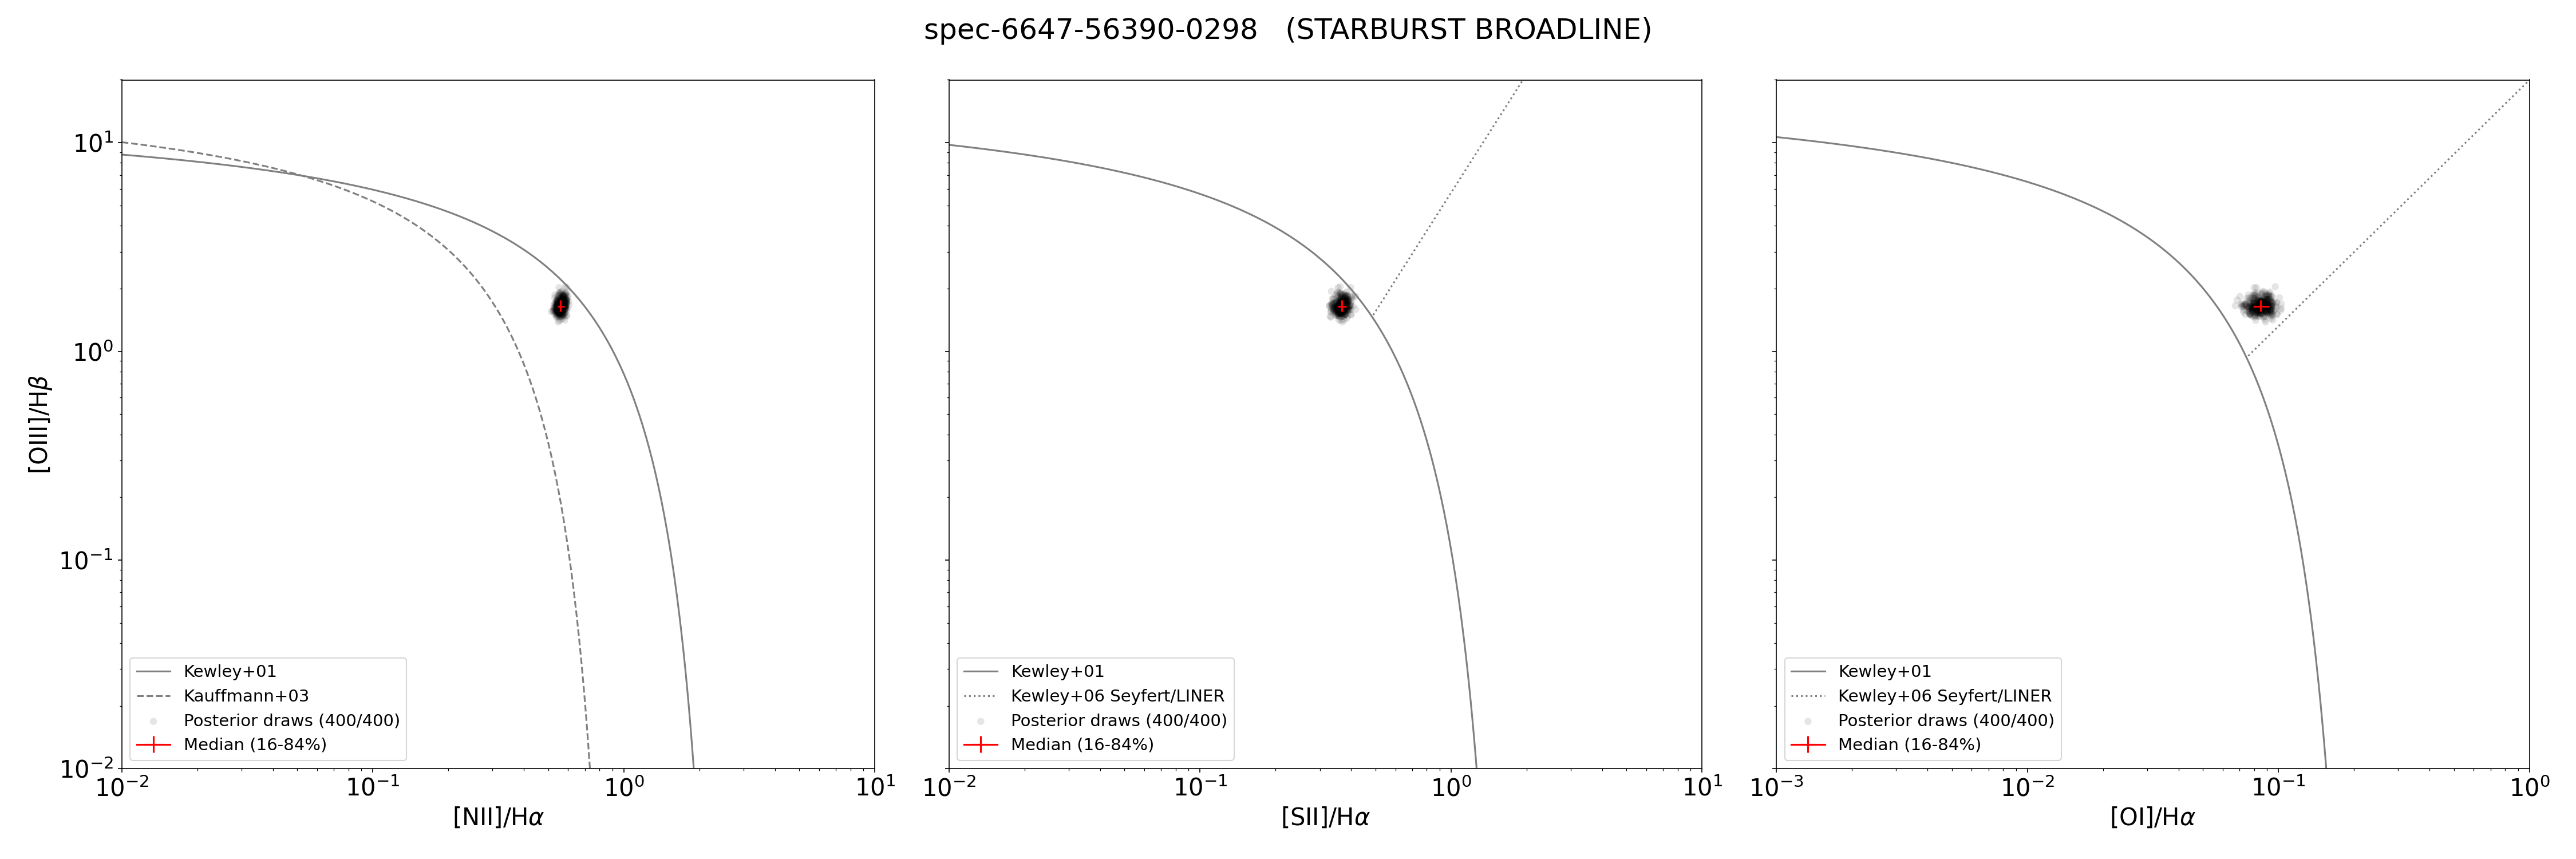 spec-6647-56390-0298 (STARBURST BROADLINE)
[OIII]/Hβ
10¹
10⁰
10⁻¹
10⁻²
10⁻² 10⁻¹ 10⁰ 10¹
[NII]/Hα
Kewley+01
Kauffmann+03
Posterior draws (400/400)
Median (16-84%)
10⁻² 10⁻¹ 10⁰ 10¹
[SII]/Hα
Kewley+01
Kewley+06 Seyfert/LINER
Posterior draws (400/400)
Median (16-84%)
10⁻³ 10⁻² 10⁻¹ 10⁰
[OI]/Hα
Kewley+01
Kewley+06 Seyfert/LINER
Posterior draws (400/400)
Median (16-84%)